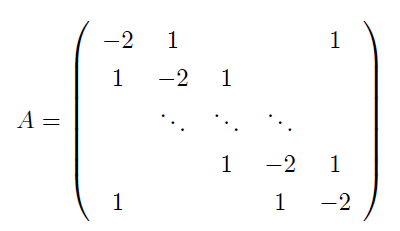 −2 1 1
1 −2 1
A = ⋱ ⋱ ⋱
1 −2 1
1 1 −2